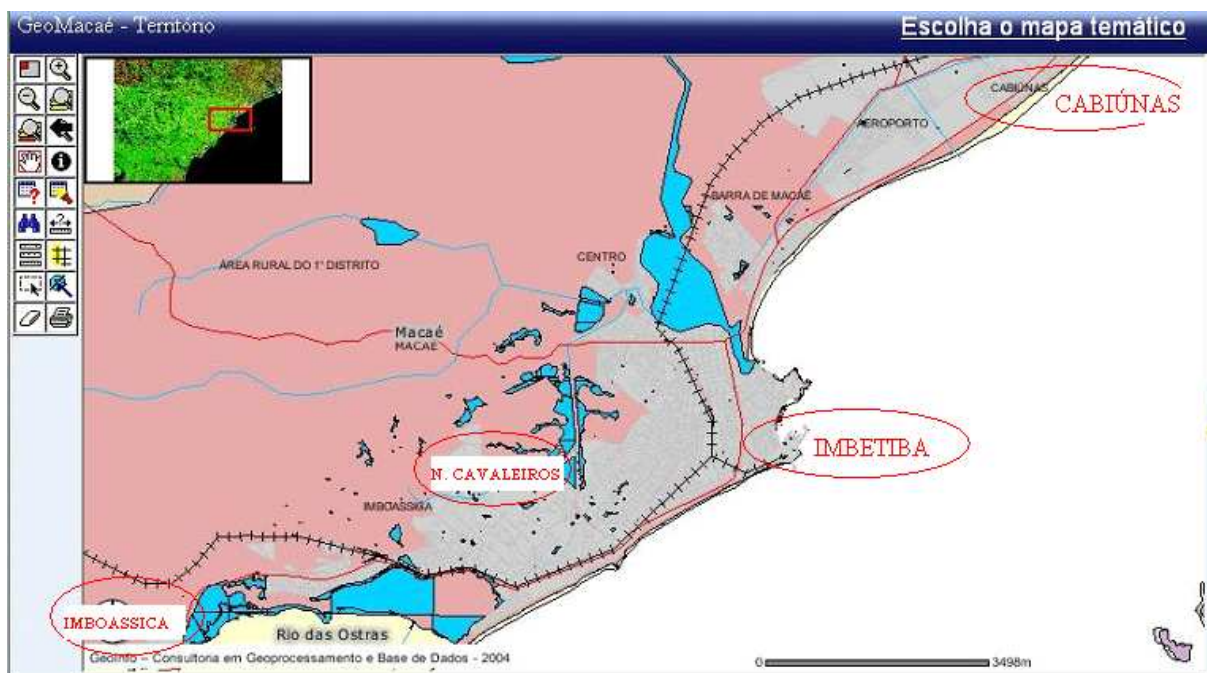 GeoMacaé - Território
Escolha o mapa temático
CABIÚNAS
CABIÚNAS
AEROPORTO
BARRA DE MACAÉ
CENTRO
ÁREA RURAL DO 1º DISTRITO
Macaé
MACAE
IMBETIBA
N. CAVALEIROS
IMBOASSIGA
IMBOASSICA
Rio das Ostras
GeoInfo - Consultoria em Geoprocessamento e Base de Dados - 2004
0
3498m